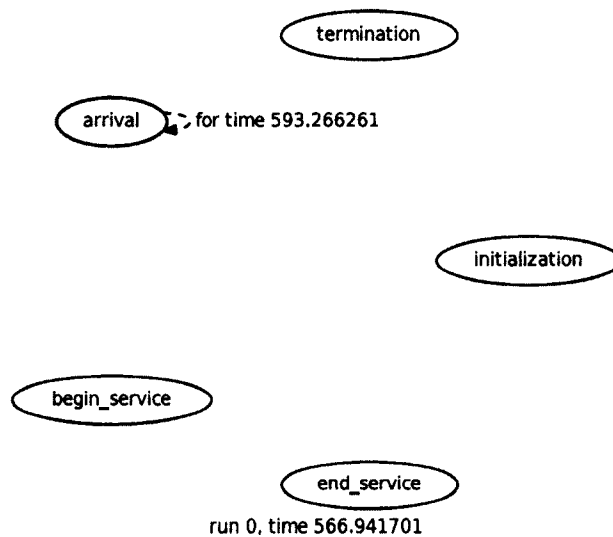 termination
arrival
for time 593.266261
initialization
begin_service
end_service
run 0, time 566.941701